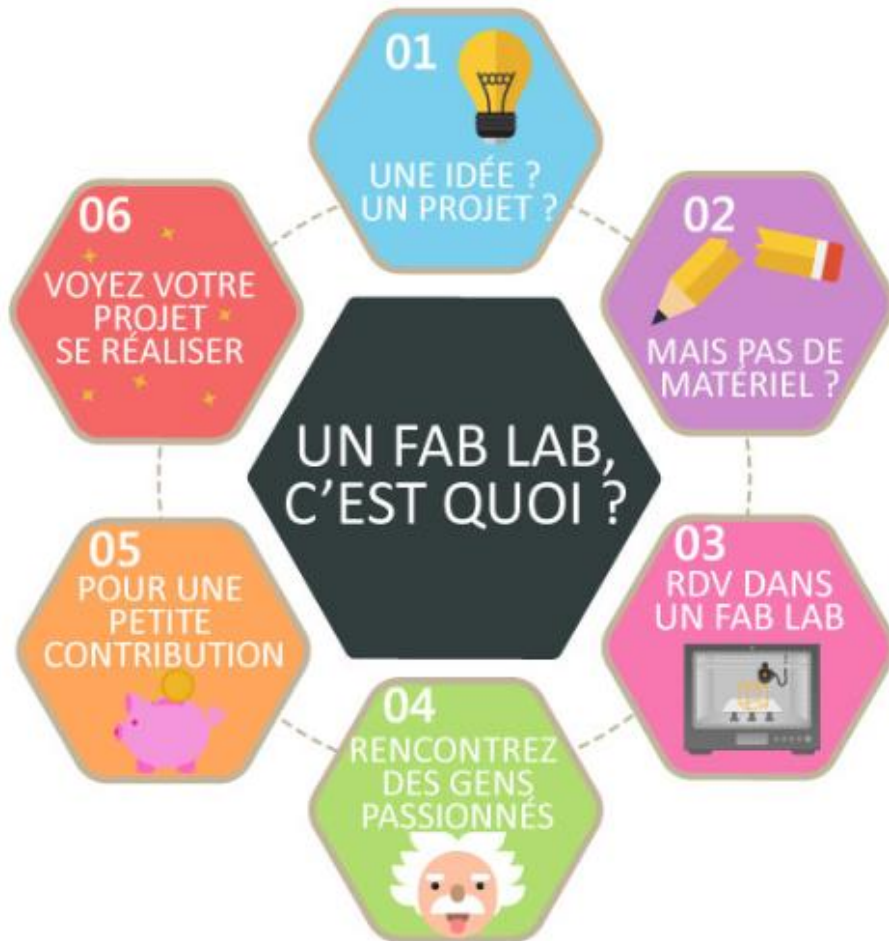 01
UNE IDÉE ?
UN PROJET ?
02
MAIS PAS DE
MATÉRIEL ?
03
RDV DANS
UN FAB LAB
04
RENCONTREZ
DES GENS
PASSIONNÉS
05
POUR UNE
PETITE
CONTRIBUTION
06
VOYEZ VOTRE
PROJET
SE RÉALISER
UN FAB LAB,
C'EST QUOI ?